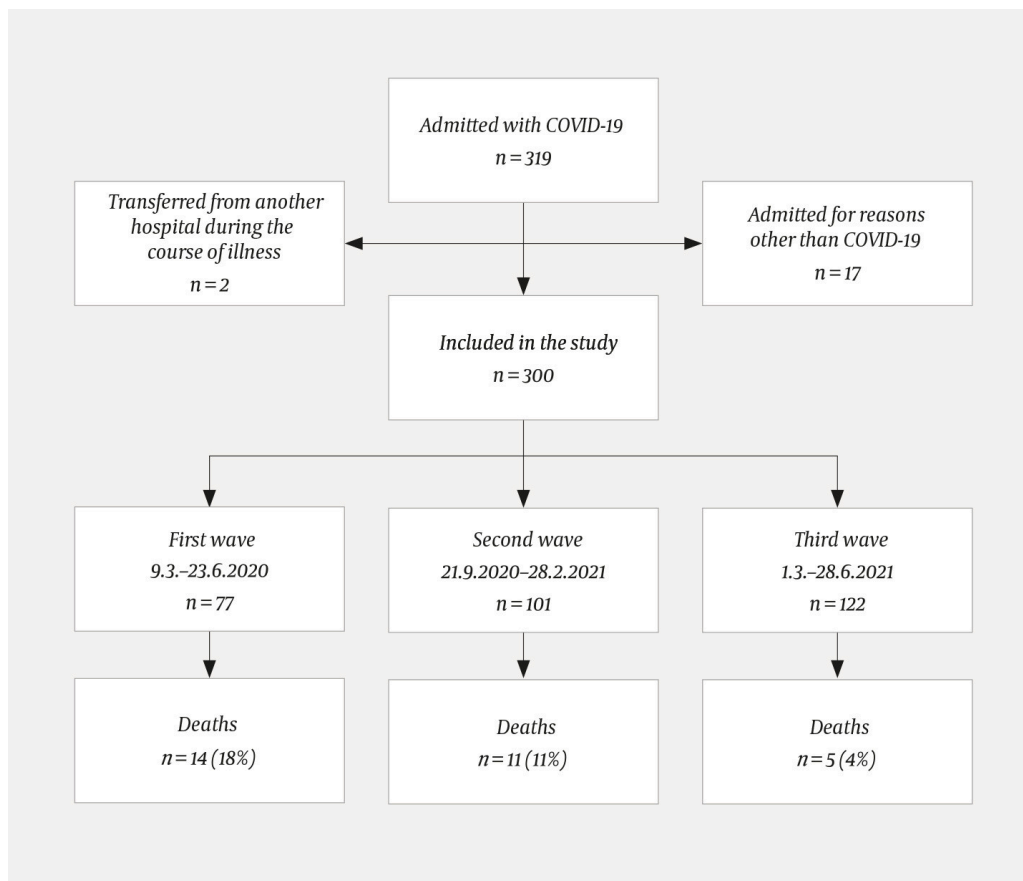 Admitted with COVID-19
n = 319
Transferred from another
hospital during the
course of illness
n = 2
Admitted for reasons
other than COVID-19
n = 17
Included in the study
n = 300
First wave
9.3.–23.6.2020
n = 77
Second wave
21.9.2020–28.2.2021
n = 101
Third wave
1.3.–28.6.2021
n = 122
Deaths
n = 14 (18%)
Deaths
n = 11 (11%)
Deaths
n = 5 (4%)